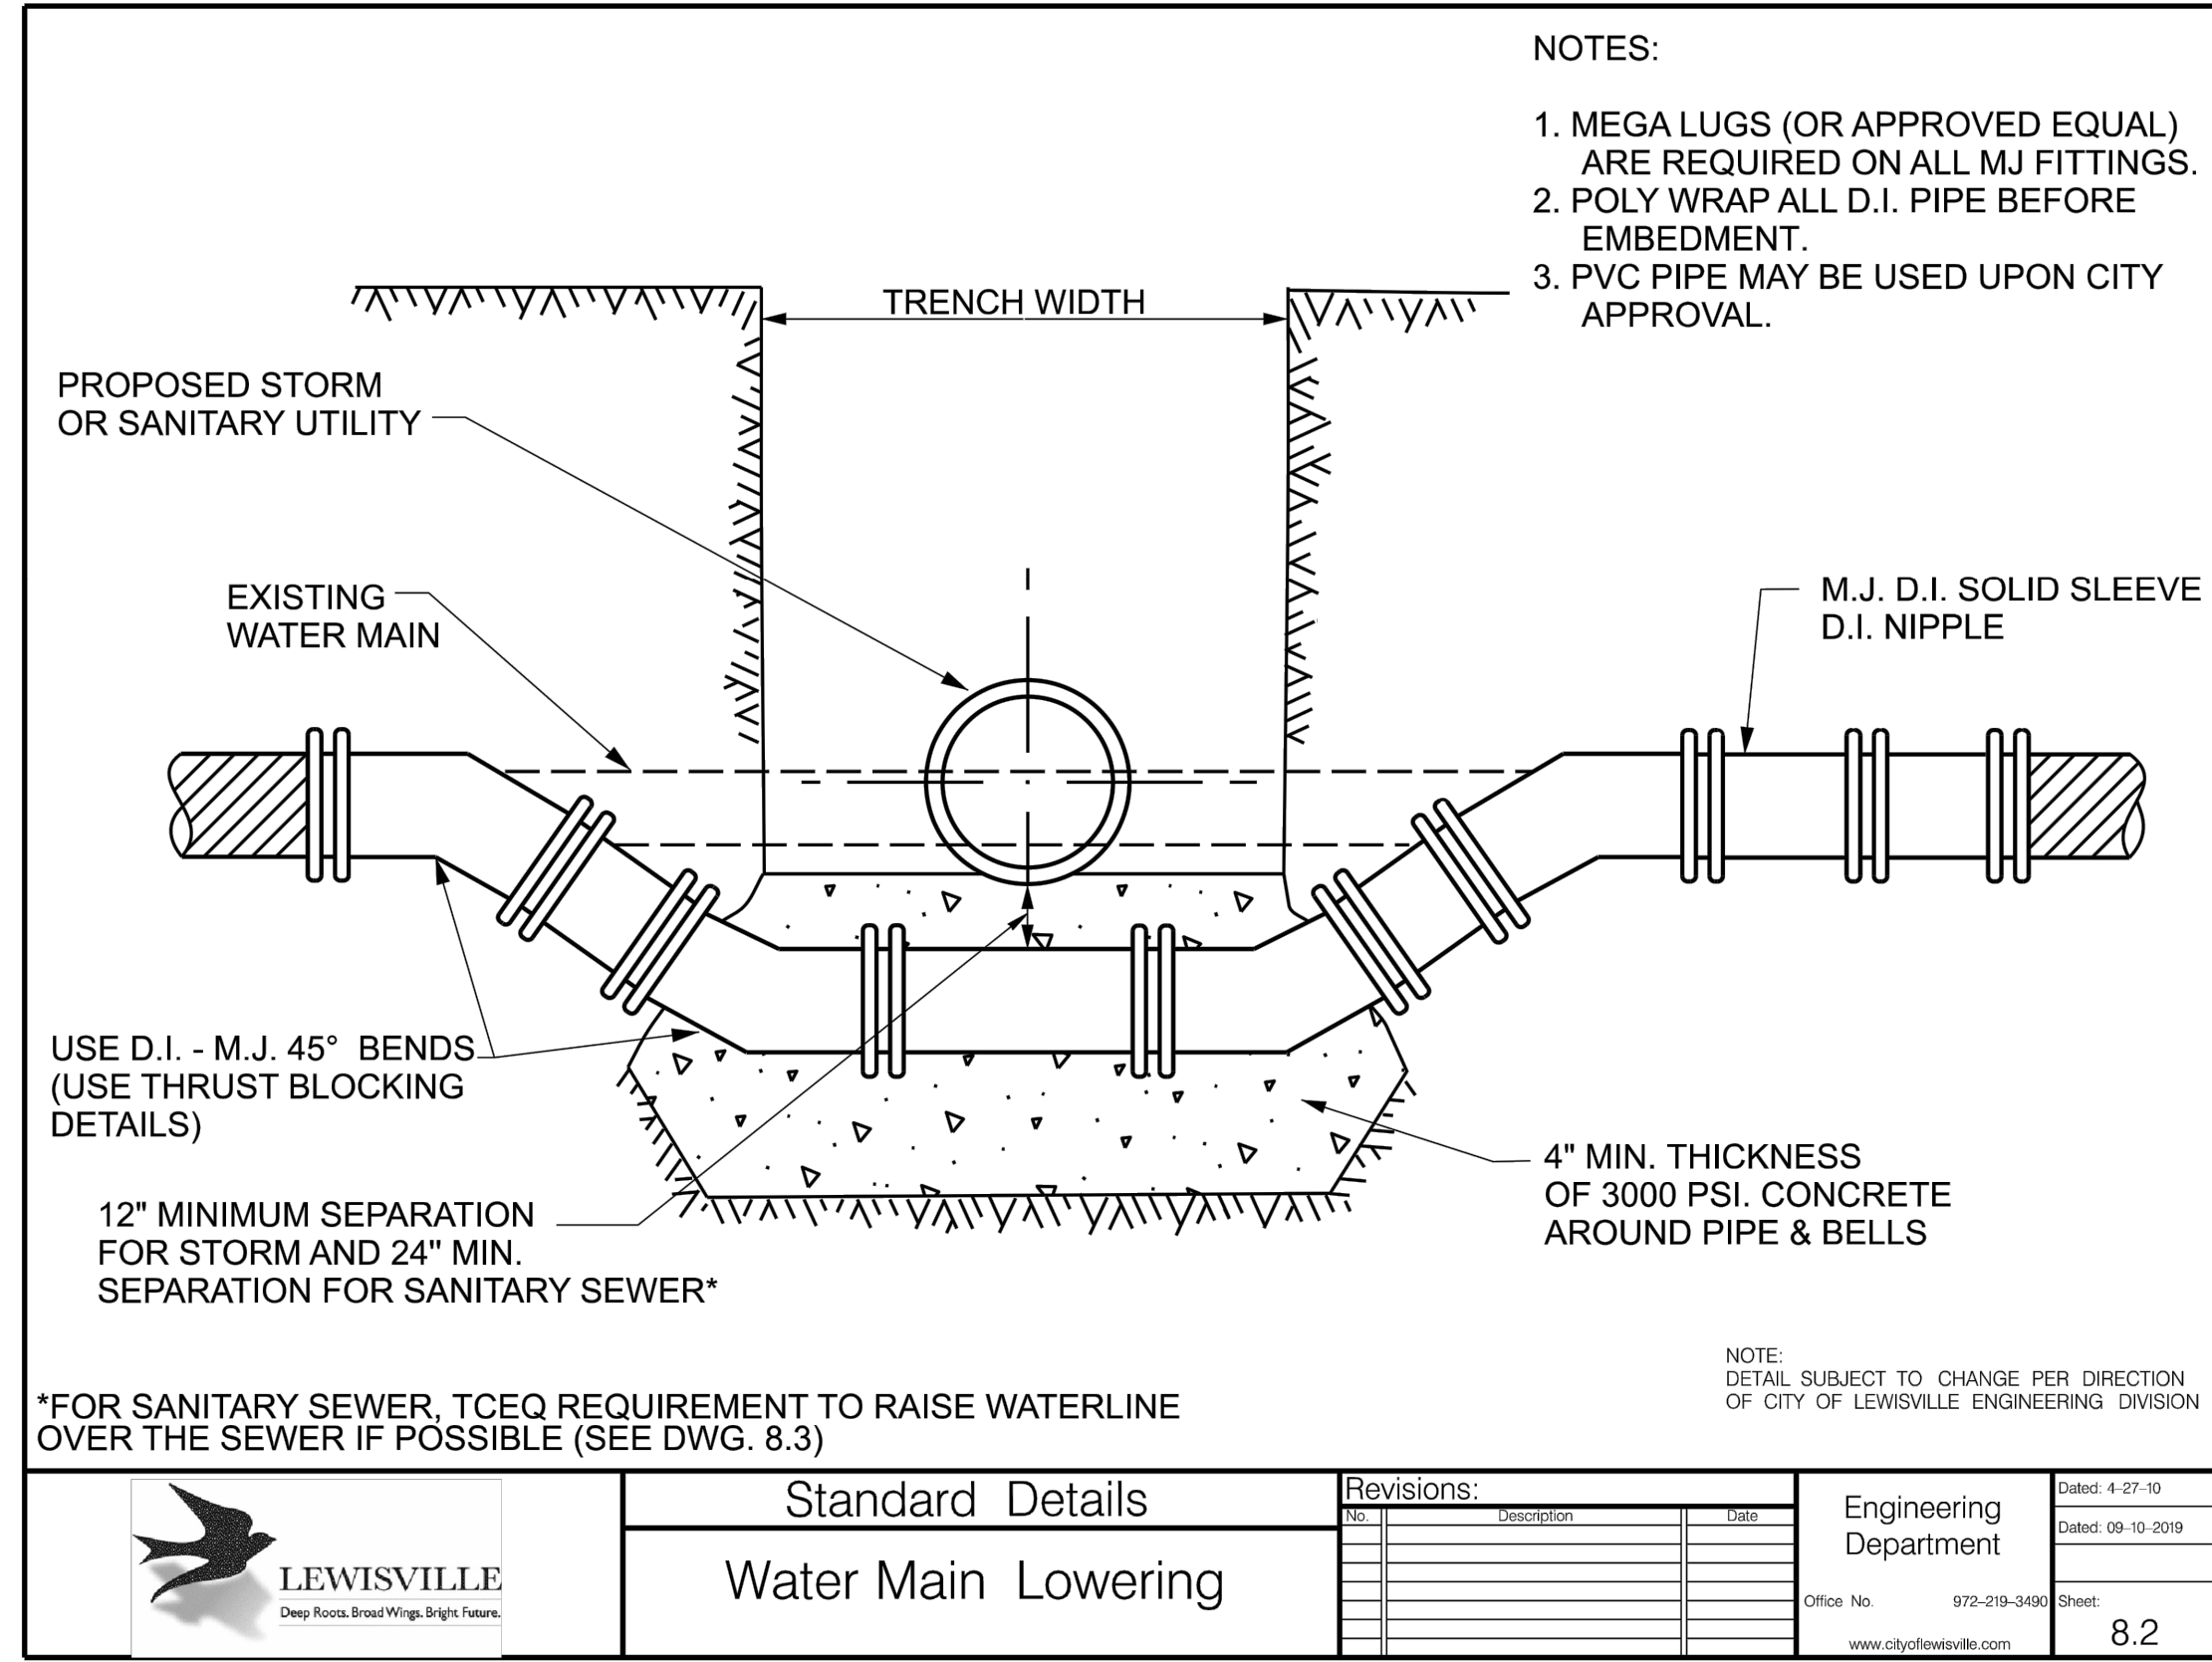 NOTES:
1. MEGA LUGS (OR APPROVED EQUAL)
ARE REQUIRED ON ALL MJ FITTINGS.
2. POLY WRAP ALL D.I. PIPE BEFORE
EMBEDMENT.
3. PVC PIPE MAY BE USED UPON CITY
APPROVAL.
TRENCH WIDTH
PROPOSED STORM
OR SANITARY UTILITY
EXISTING
WATER MAIN
M.J. D.I. SOLID SLEEVE
D.I. NIPPLE
USE D.I. - M.J. 45° BENDS
(USE THRUST BLOCKING
DETAILS)
12" MINIMUM SEPARATION
FOR STORM AND 24" MIN.
SEPARATION FOR SANITARY SEWER*
4" MIN. THICKNESS
OF 3000 PSI. CONCRETE
AROUND PIPE & BELLS
NOTE:
DETAIL SUBJECT TO CHANGE PER DIRECTION
OF CITY OF LEWISVILLE ENGINEERING DIVISION
*FOR SANITARY SEWER, TCEQ REQUIREMENT TO RAISE WATERLINE
OVER THE SEWER IF POSSIBLE (SEE DWG. 8.3)
LEWISVILLE
Deep Roots. Broad Wings. Bright Future.
Standard Details
Water Main Lowering
Revisions:
No. Description Date
Engineering
Department
Office No. 972-219-3490
www.cityoflewisville.com
Dated: 4-27-10
Dated: 09-10-2019
Sheet:
8.2